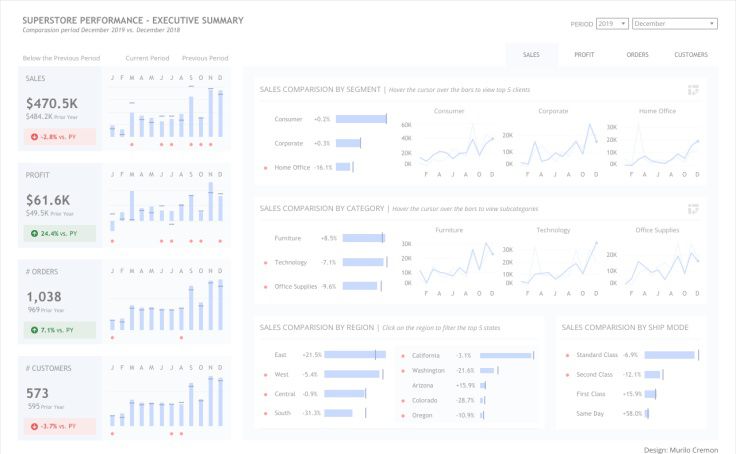 SUPERSTORE PERFORMANCE - EXECUTIVE SUMMARY
Comparasion period December 2019 vs. December 2018
PERIOD 2019 December
Below the Previous Period Current Period Previous Period
SALES PROFIT ORDERS CUSTOMERS
SALES
$470.5K
$484.2K Prior Year
-2.8% vs. PY
J F M A M J J A S O N D
PROFIT
$61.6K
$49.5K Prior Year
24.4% vs. PY
J F M A M J J A S O N D
# ORDERS
1,038
969 Prior Year
7.1% vs. PY
J F M A M J J A S O N D
# CUSTOMERS
573
595 Prior Year
-3.7% vs. PY
J F M A M J J A S O N D
SALES COMPARISION BY SEGMENT | Hover the cursor over the bars to view top 5 clients
Consumer +0.2%
Corporate +0.3%
Home Office -16.1%
Consumer
60K
40K
20K
0K
F A J A O D
Corporate
20K
0K
F A J A O D
Home Office
40K
20K
0K
F A J A O D
SALES COMPARISION BY CATEGORY | Hover the cursor over the bars to view subcategories
Furniture +8.5%
Technology -7.1%
Office Supplies -9.6%
Furniture
30K
20K
10K
0K
F A J A O D
Technology
40K
20K
0K
F A J A O D
Office Supplies
40K
20K
0K
F A J A O D
SALES COMPARISION BY REGION | Click on the region to filter the top 5 states
East +21.5%
West -5.4%
Central -0.9%
South -31.3%
California -3.1%
Washington -21.6%
Arizona +15.9%
Colorado -28.7%
Oregon -10.9%
SALES COMPARISION BY SHIP MODE
Standard Class -6.9%
Second Class -12.1%
First Class +15.9%
Same Day +58.0%
Design: Murilo Cremon